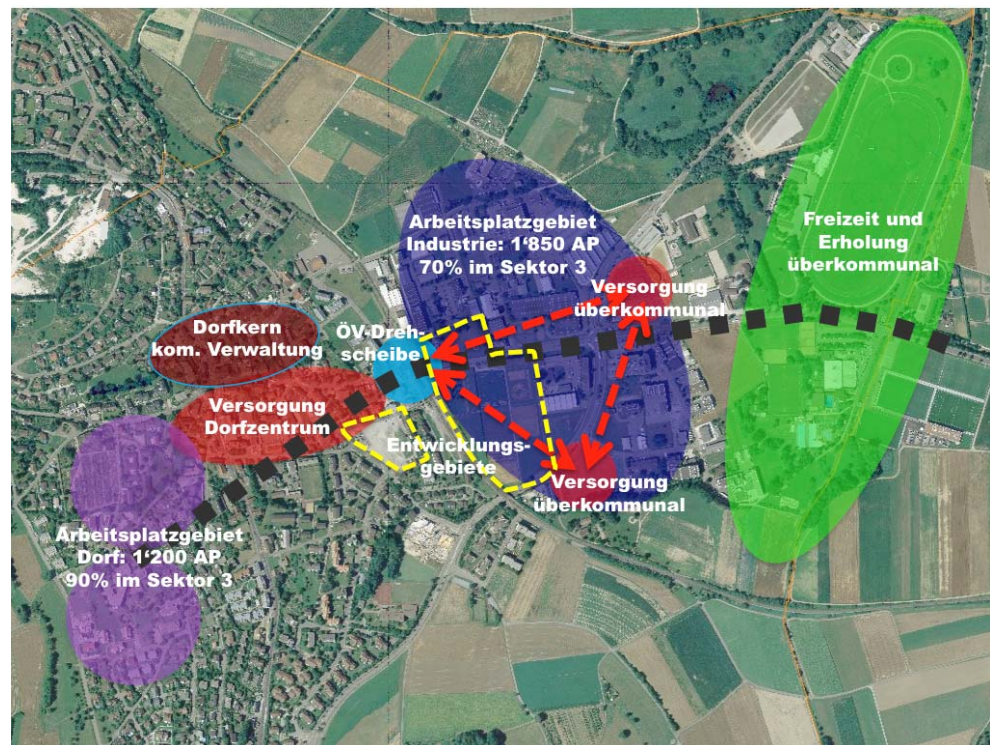 Arbeitsplatzgebiet
Industrie: 1‘850 AP
70% im Sektor 3
Freizeit und
Erholung
überkommunal
Versorgung
überkommunal
Dorfkern
kom. Verwaltung
ÖV-Dreh-
scheibe
Versorgung
Dorfzentrum
Entwicklungs-
gebiete
Versorgung
überkommunal
Arbeitsplatzgebiet
Dorf: 1‘200 AP
90% im Sektor 3